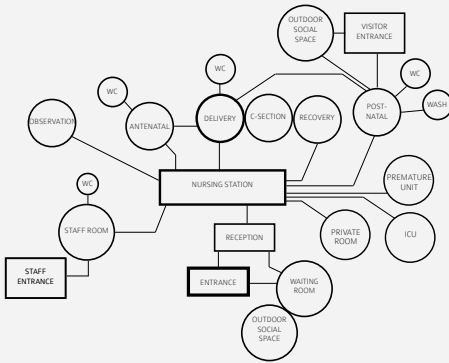 OUTDOOR
SOCIAL
SPACE
VISITOR
ENTRANCE
WC
WC
WC
WASH
OBSERVATION
ANTENATAL
DELIVERY
C-SECTION
RECOVERY
POST-
NATAL
NURSING STATION
PREMATURE
UNIT
WC
STAFF ROOM
RECEPTION
PRIVATE
ROOM
ICU
STAFF
ENTRANCE
ENTRANCE
WAITING
ROOM
OUTDOOR
SOCIAL
SPACE